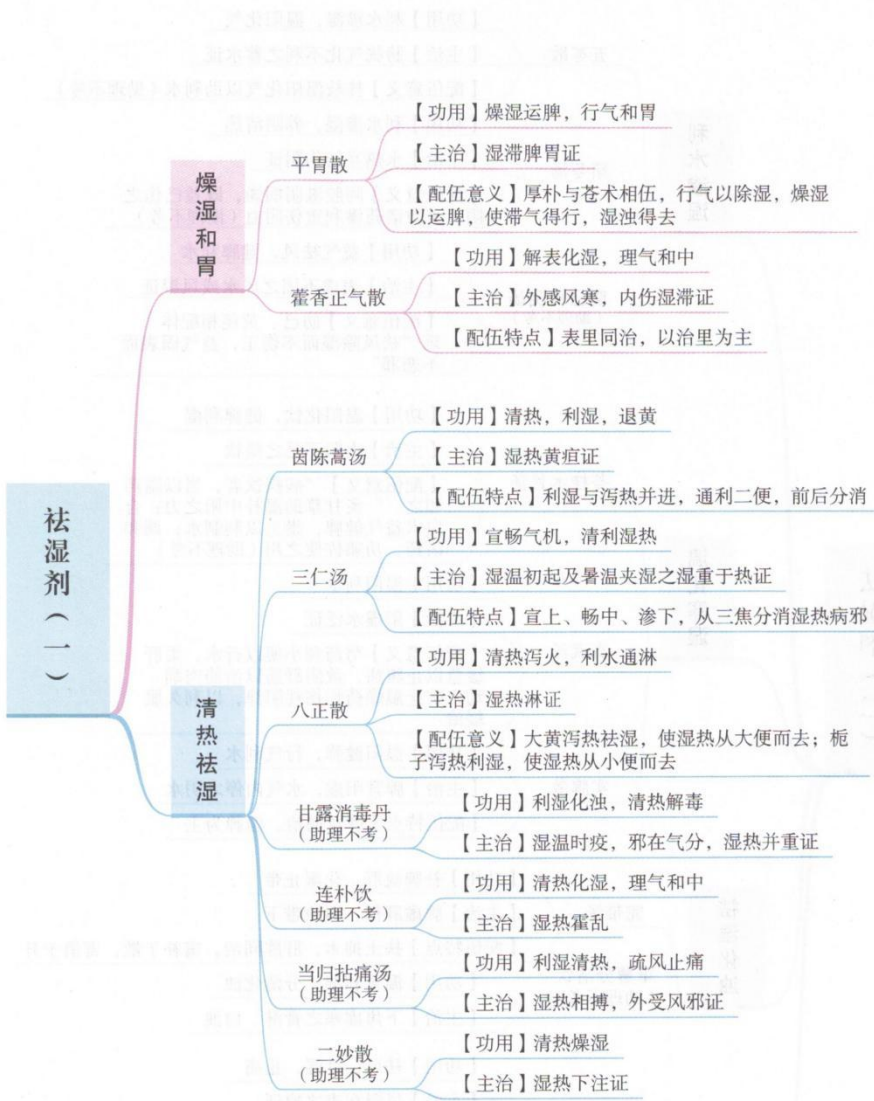 祛湿剂（一）
燥湿和胃
平胃散
【功用】燥湿运脾，行气和胃
【主治】湿滞脾胃证
【配伍意义】厚朴与苍术相伍，行气以除湿，燥湿
以运脾，使滞气得行，湿浊得去
藿香正气散
【功用】解表化湿，理气和中
【主治】外感风寒，内伤湿滞证
【配伍特点】表里同治，以治里为主
清热祛湿
茵陈蒿汤
【功用】清热，利湿，退黄
【主治】湿热黄疸证
【配伍特点】利湿与泻热并进，通利二便，前后分消
三仁汤
【功用】宣畅气机，清利湿热
【主治】湿温初起及暑温夹湿之湿重于热证
【配伍特点】宣上、畅中、渗下，从三焦分消湿热病邪
八正散
【功用】清热泻火，利水通淋
【主治】湿热淋证
【配伍意义】大黄泻热祛湿，使湿热从大便而去；栀
子泻热利湿，使湿热从小便而去
甘露消毒丹
（助理不考）
【功用】利湿化浊，清热解毒
【主治】湿温时疫，邪在气分，湿热并重证
连朴饮
（助理不考）
【功用】清热化湿，理气和中
【主治】湿热霍乱
当归拈痛汤
（助理不考）
【功用】利湿清热，疏风止痛
【主治】湿热相搏，外受风邪证
二妙散
（助理不考）
【功用】清热燥湿
【主治】湿热下注证